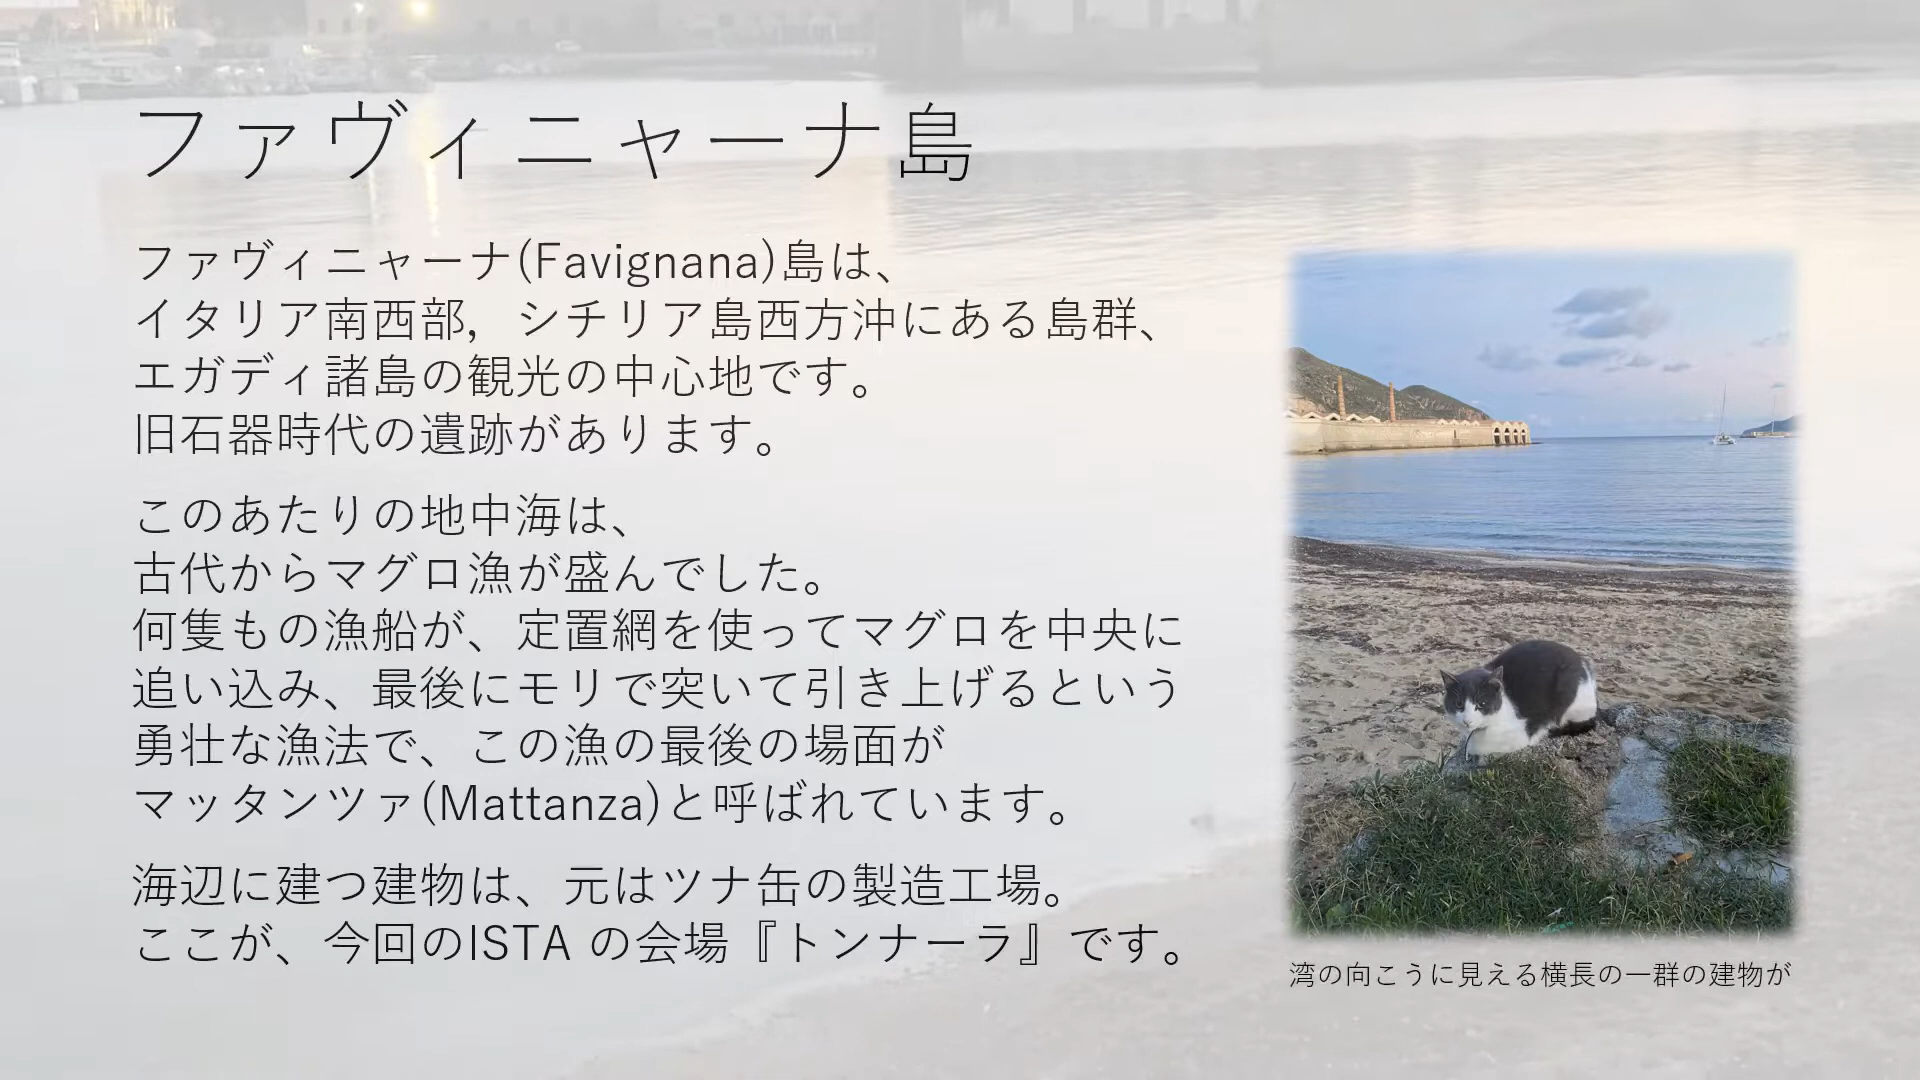 ファヴィニャーナ島
ファヴィニャーナ(Favignana)島は、
イタリア南西部，シチリア島西方沖にある島群、
エガディ諸島の観光の中心地です。
旧石器時代の遺跡があります。
このあたりの地中海は、
古代からマグロ漁が盛んでした。
何隻もの漁船が、定置網を使ってマグロを中央に
追い込み、最後にモリで突いて引き上げるという
勇壮な漁法で、この漁の最後の場面が
マッタンツァ(Mattanza)と呼ばれています。
海辺に建つ建物は、元はツナ缶の製造工場。
ここが、今回のISTA の会場『トンナーラ』です。
湾の向こうに見える横長の一群の建物が